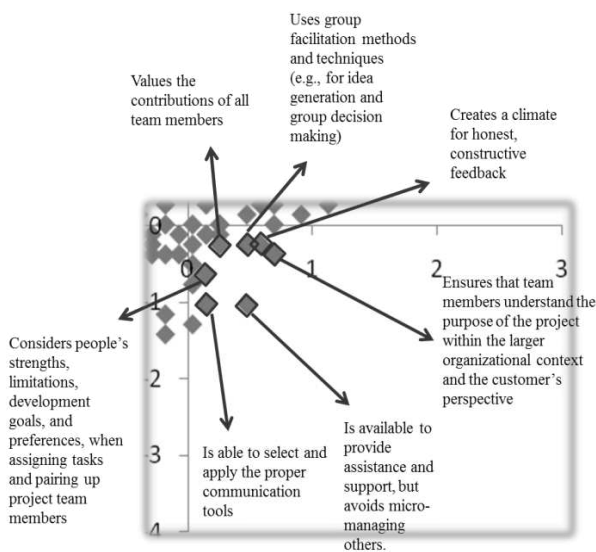 Uses group
facilitation methods
and techniques
(e.g., for idea
generation and
group decision
making)
Values the
contributions of all
team members
Creates a climate
for honest,
constructive
feedback
0
0
1
2
3
1
2
3
4
Ensures that team
members understand the
purpose of the project
within the larger
organizational context
and the customer's
perspective
Considers people's
strengths,
limitations,
development
goals, and
preferences, when
assigning tasks
and pairing up
project team
members
Is able to select and
apply the proper
communication
tools
Is available to
provide
assistance and
support, but
avoids micro-
managing
others.